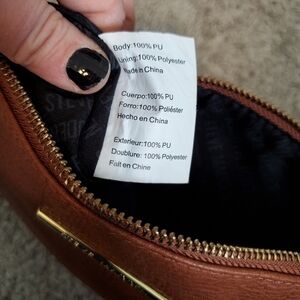 Body:100% PU
Lining:100% Polyester
Made in China
Cuerpo:100% PU
Forro:100% Poliéster
Hecho en China
Exterieur:100% PU
Doublure: 100% Polyester
Fait en Chine